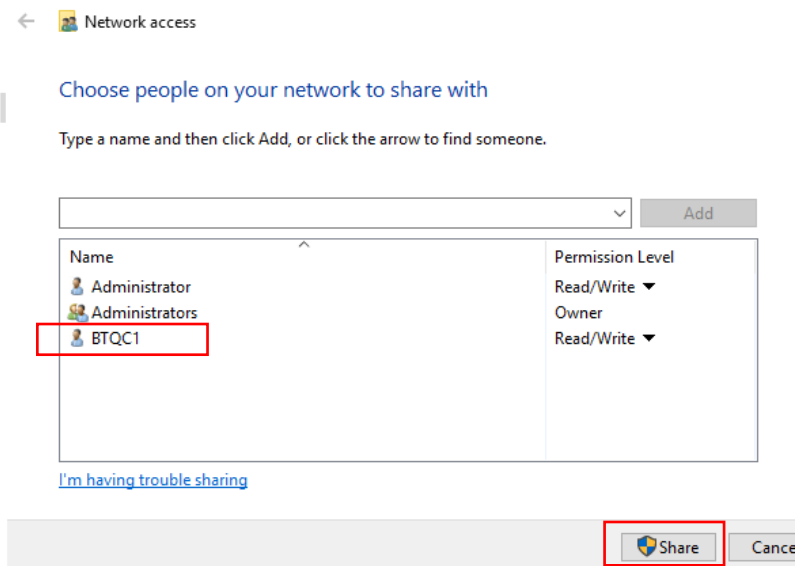 Network access
Choose people on your network to share with
Type a name and then click Add, or click the arrow to find someone.
Add
Name Permission Level
Administrator Read/Write
Administrators Owner
BTQC1 Read/Write
I'm having trouble sharing
Share Cance